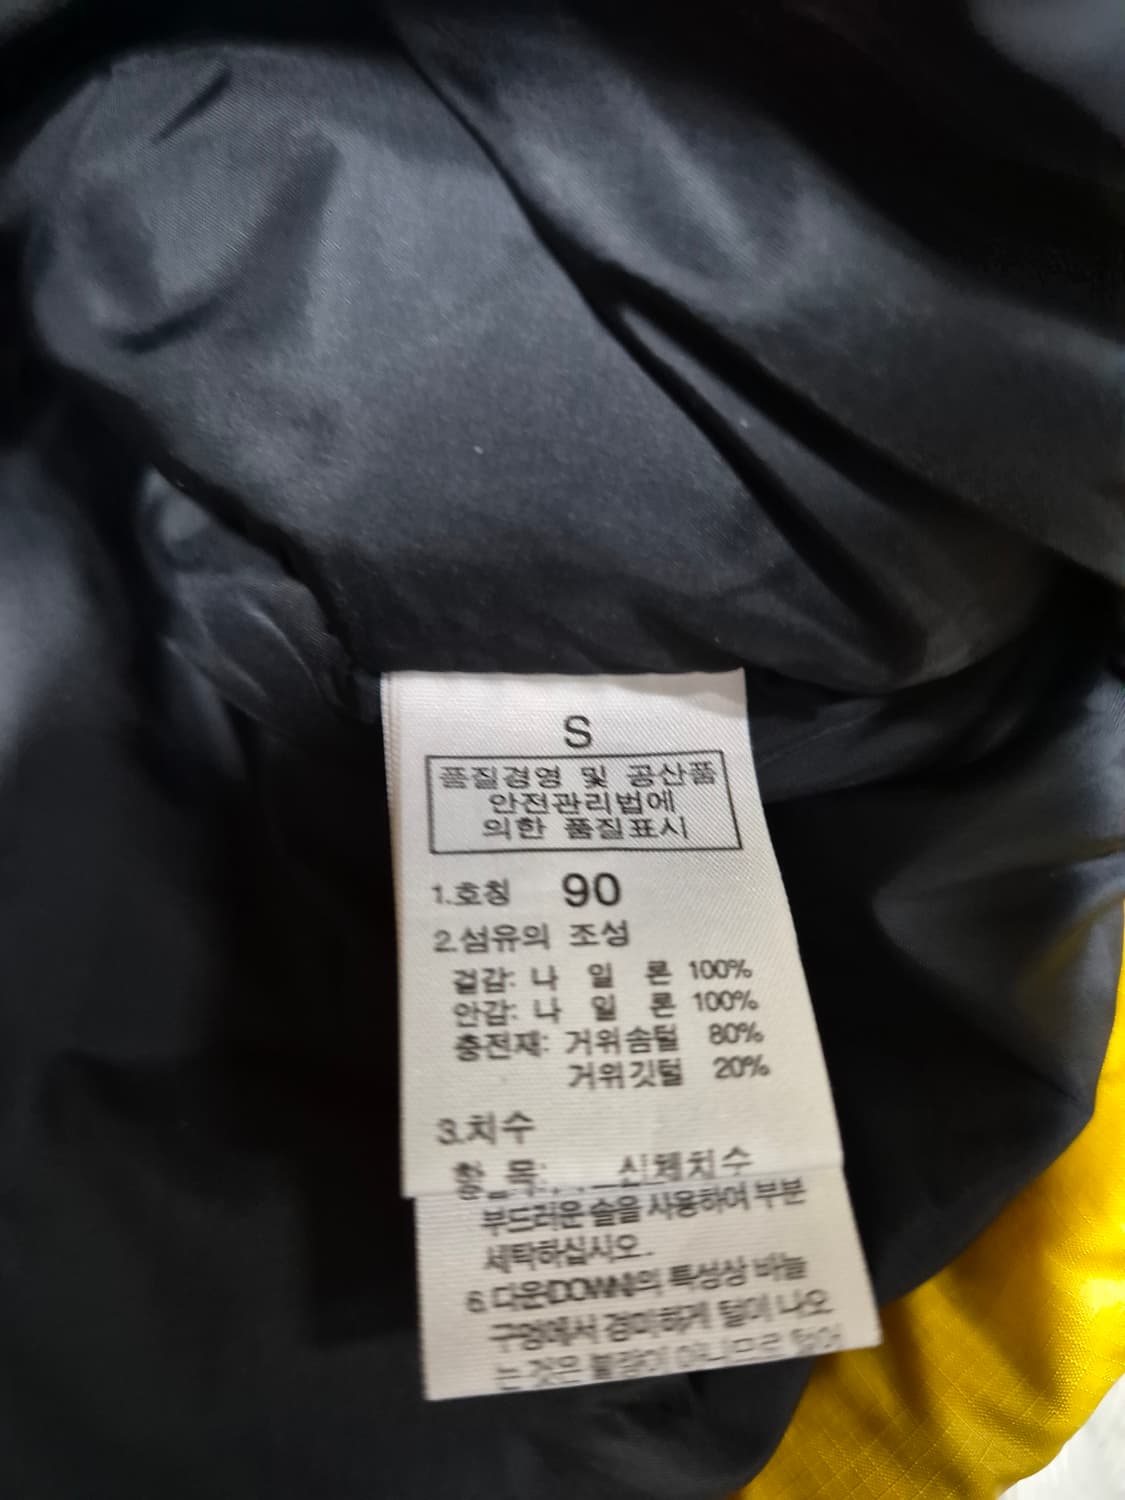 S
품질경영 및 공산품
안전관리법에
의한 품질표시
1.호칭 90
2.섬유의 조성
겉감: 나 일 론 100%
안감: 나 일 론 100%
충전재: 거위솜털 80%
거위깃털 20%
3.치수
항 목: 신체치수
부드러운 솔을 사용하여 부분
세탁하십시오.
6.다운(DOWN)의 특성상 바늘
구멍에서 경미하게 털이 나오
는 것은 불량이 아니므로